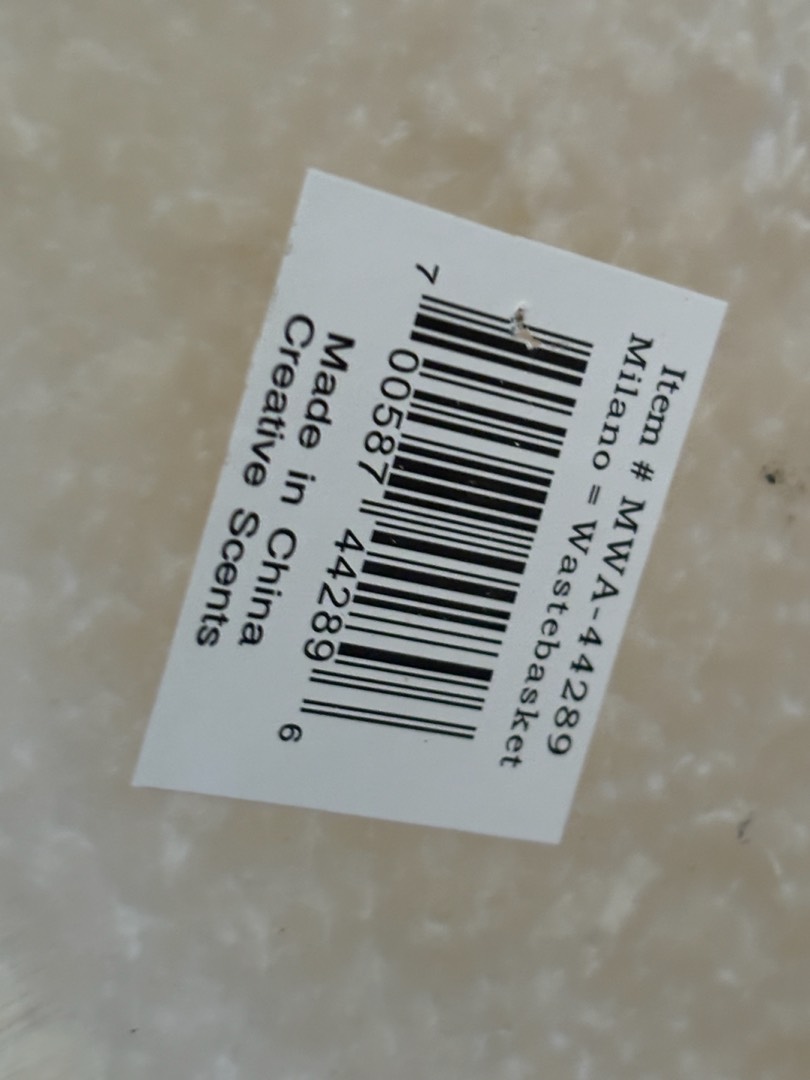 Item # MWA-44289
Milano = Wastebasket
7 00587 44289 6
Made in China
Creative Scents